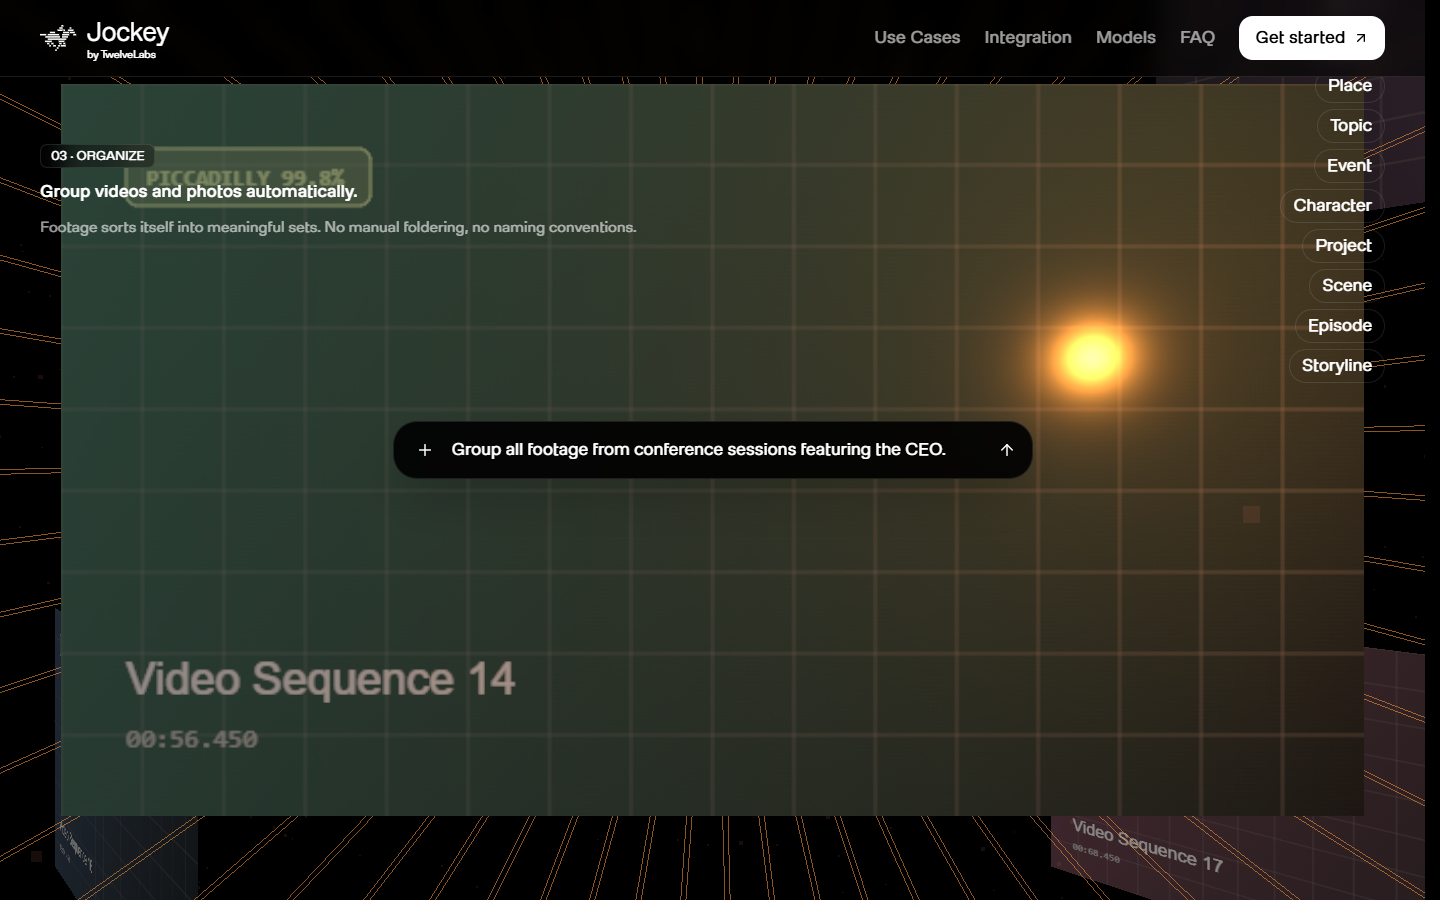 Jockey
by TwelveLabs
Use Cases
Integration
Models
FAQ
Get started
Place
Topic
Event
Character
Project
Scene
Episode
Storyline
03 - ORGANIZE
PICCADILLY 99.8%
Group videos and photos automatically.
Footage sorts itself into meaningful sets. No manual foldering, no naming conventions.
Group all footage from conference sessions featuring the CEO.
Video Sequence 14
00:56.450
Video Sequence 17
00:68.450